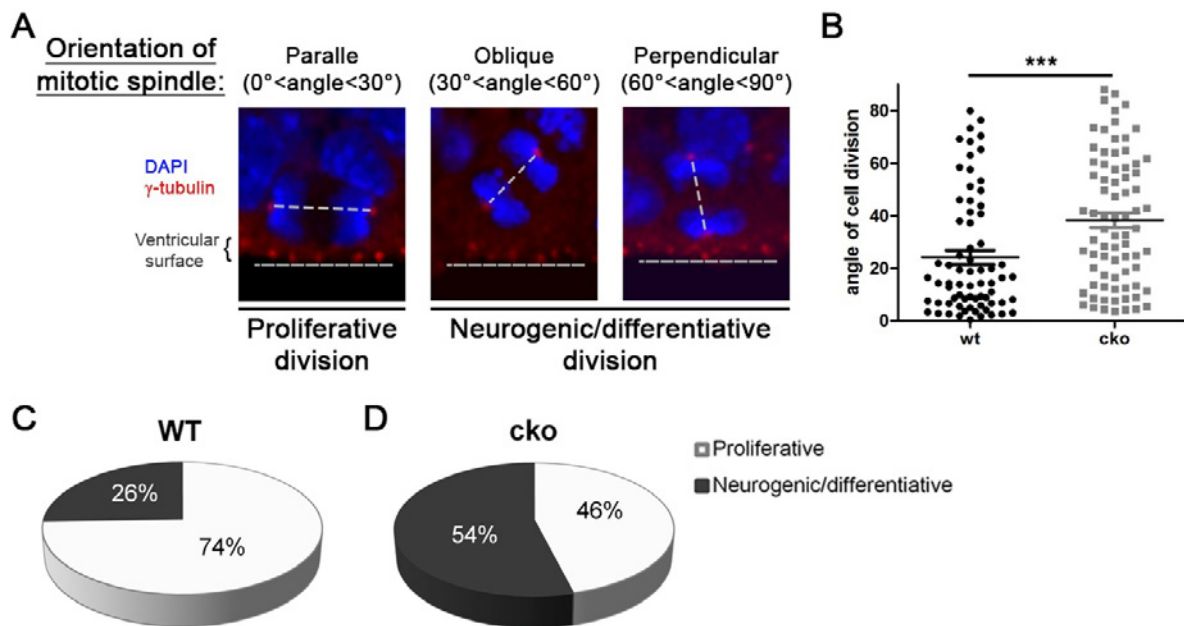 A
Orientation of
mitotic spindle:
Paralle
(0°<angle<30°)
Oblique
(30°<angle<60°)
Perpendicular
(60°<angle<90°)
DAPI
γ-tubulin
Ventricular
surface
{
Proliferative
division
Neurogenic/differentiative
division
B
***
angle of cell division
80
60
40
20
0
wt
cko
C
WT
26%
74%
D
cko
54%
46%
Proliferative
Neurogenic/differentiative